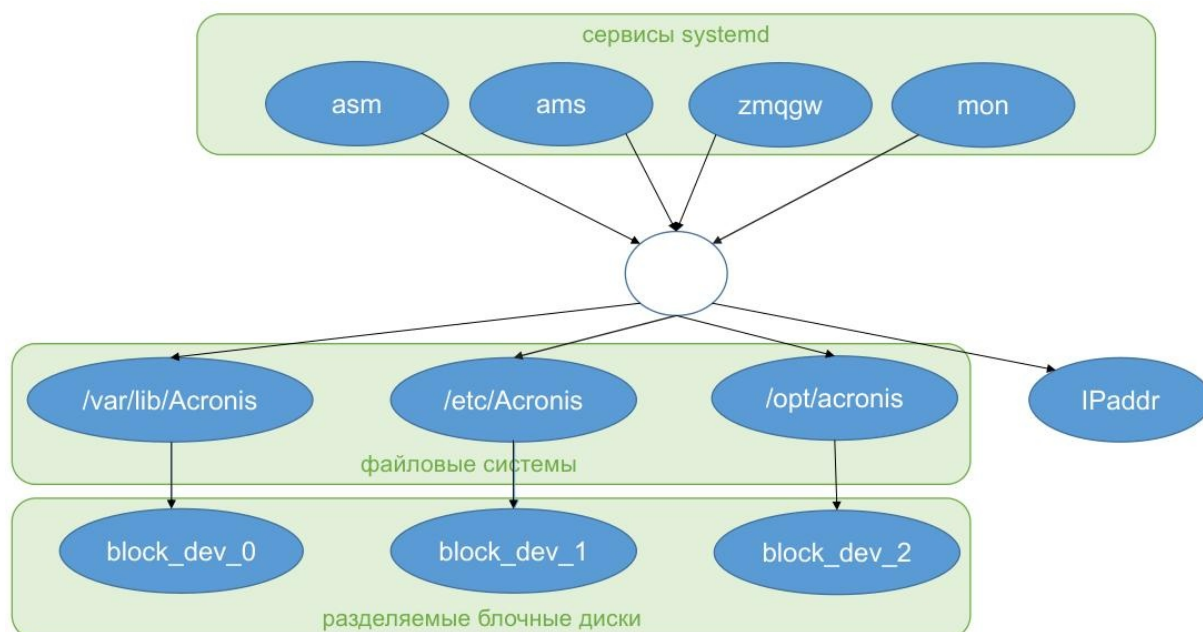 сервисы systemd
asm
ams
zmqgw
mon
/var/lib/Acronis
/etc/Acronis
/opt/acronis
IPaddr
файловые системы
block_dev_0
block_dev_1
block_dev_2
разделяемые блочные диски